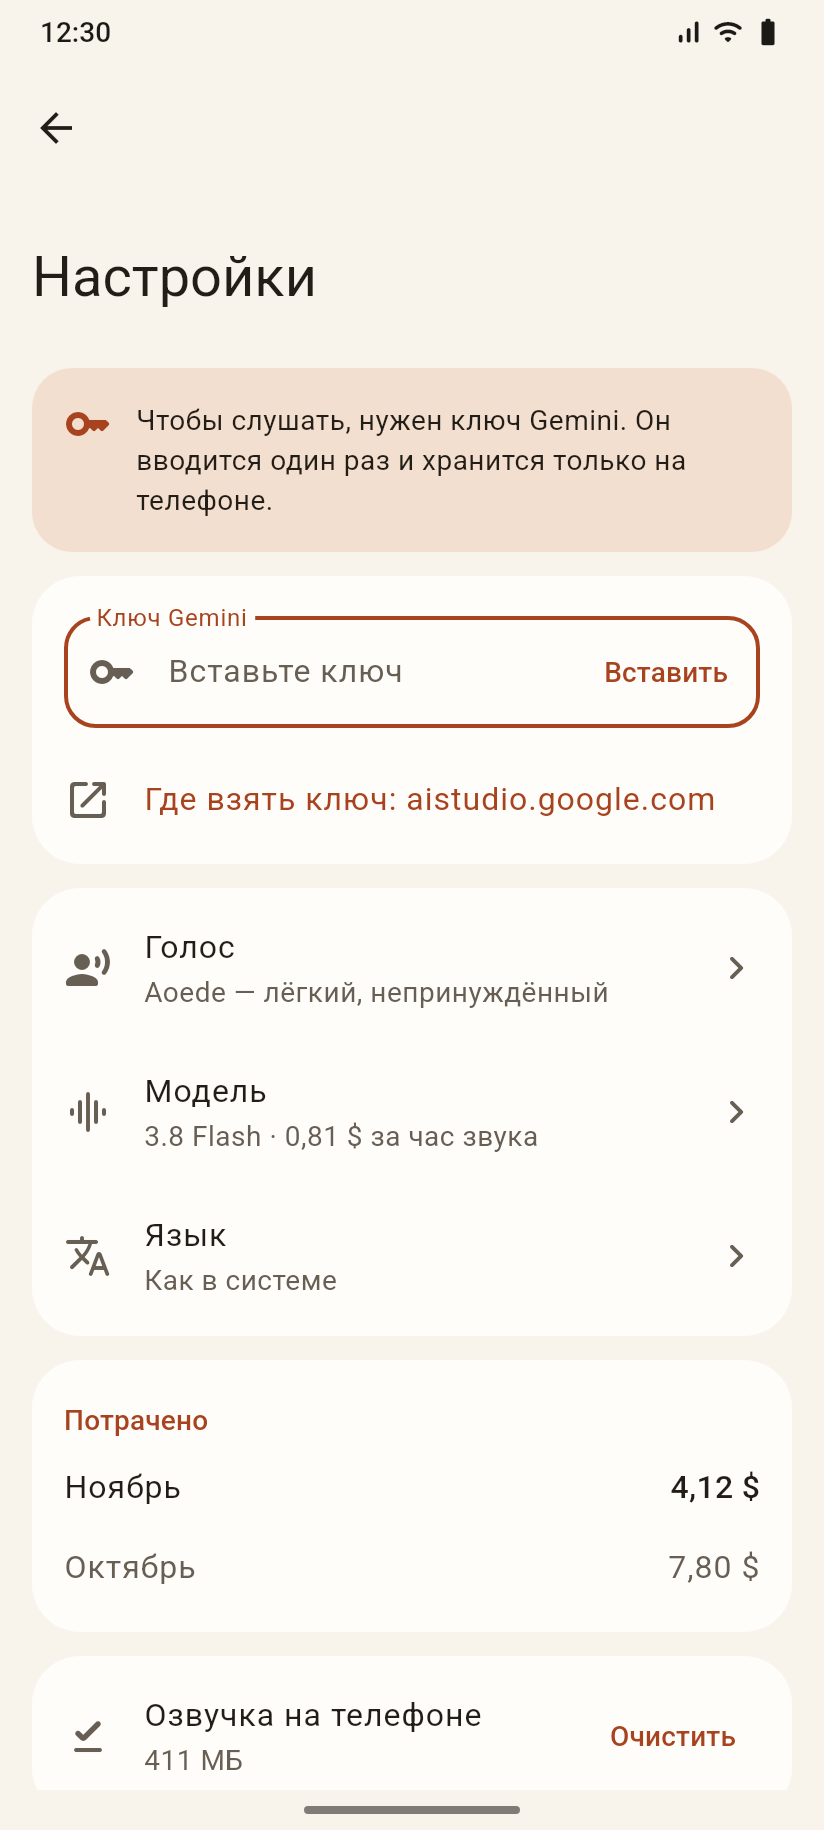 12:30
Настройки
Чтобы слушать, нужен ключ Gemini. Он
вводится один раз и хранится только на
телефоне.
Ключ Gemini
Вставьте ключ
Вставить
Где взять ключ: aistudio.google.com
Голос
Aoede — лёгкий, непринуждённый
Модель
3.8 Flash · 0,81 $ за час звука
Язык
Как в системе
Потрачено
Ноябрь 4,12 $
Октябрь 7,80 $
Озвучка на телефоне
Очистить
411 МБ